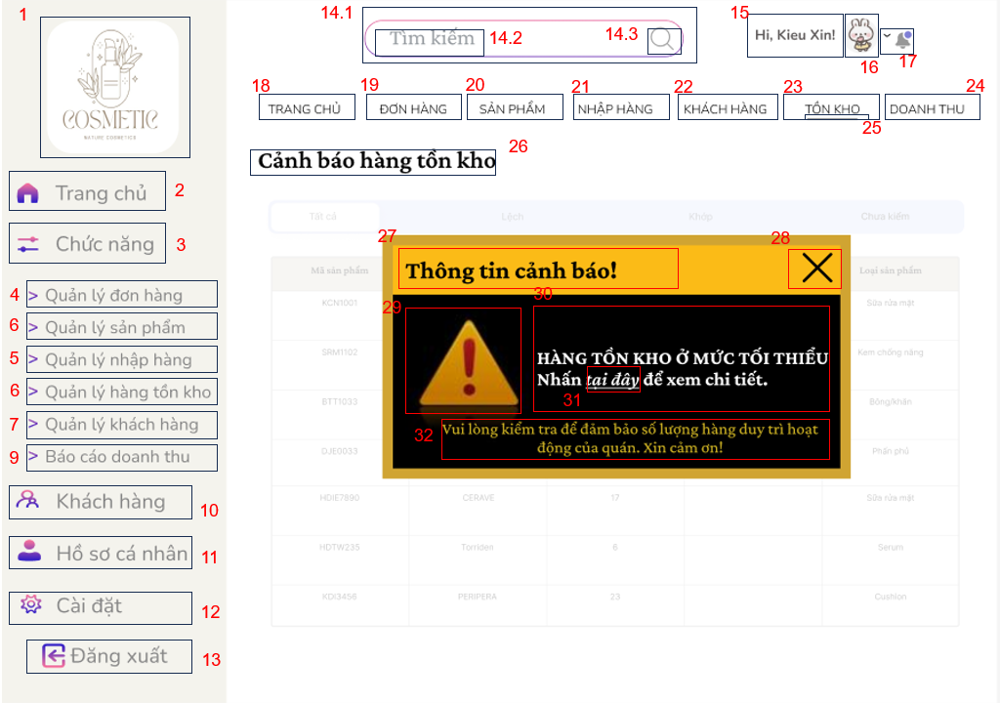 1
COSMETIC
NATURE COSMETICS
Trang chủ
2
Chức năng
3
4
> Quản lý đơn hàng
6
> Quản lý sản phẩm
5
> Quản lý nhập hàng
6
> Quản lý hàng tồn kho
7
> Quản lý khách hàng
9
> Báo cáo doanh thu
Khách hàng
10
Hồ sơ cá nhân
11
Cài đặt
12
Đăng xuất
13
14.1
Tìm kiếm
14.2
14.3
15
Hi, Kieu Xin!
16
17
18
19
20
21
22
23
24
TRANG CHỦ
ĐƠN HÀNG
SẢN PHẨM
NHẬP HÀNG
KHÁCH HÀNG
TỒN KHO
DOANH THU
25
Cảnh báo hàng tồn kho
26
Tất cả
Lệch
Khớp
Chưa kiểm
27
28
Thông tin cảnh báo!
29
30
HÀNG TỒN KHO Ở MỨC TỐI THIỂU
Nhấn tại đây để xem chi tiết.
31
32
Vui lòng kiểm tra để đảm bảo số lượng hàng duy trì hoạt
động của quán. Xin cảm ơn!
Mã sản phẩm
Loại sản phẩm
KCN1001
Sữa rửa mặt
SRM1102
Kem chống nắng
BTT1033
Bông/khăn
DJE0033
Phấn phủ
HDIE7890
CERAVE
17
Sữa rửa mặt
HDTW235
Torriden
6
Serum
KDI3456
PERIPERA
23
Cushion